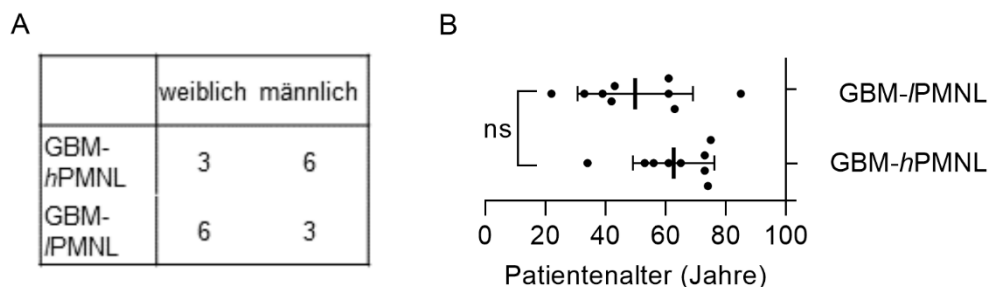 A
weiblich männlich
GBM-
hPMNL 3 6
GBM-
lPMNL 6 3
B
GBM-lPMNL
ns
GBM-hPMNL
0 20 40 60 80 100
Patientenalter (Jahre)